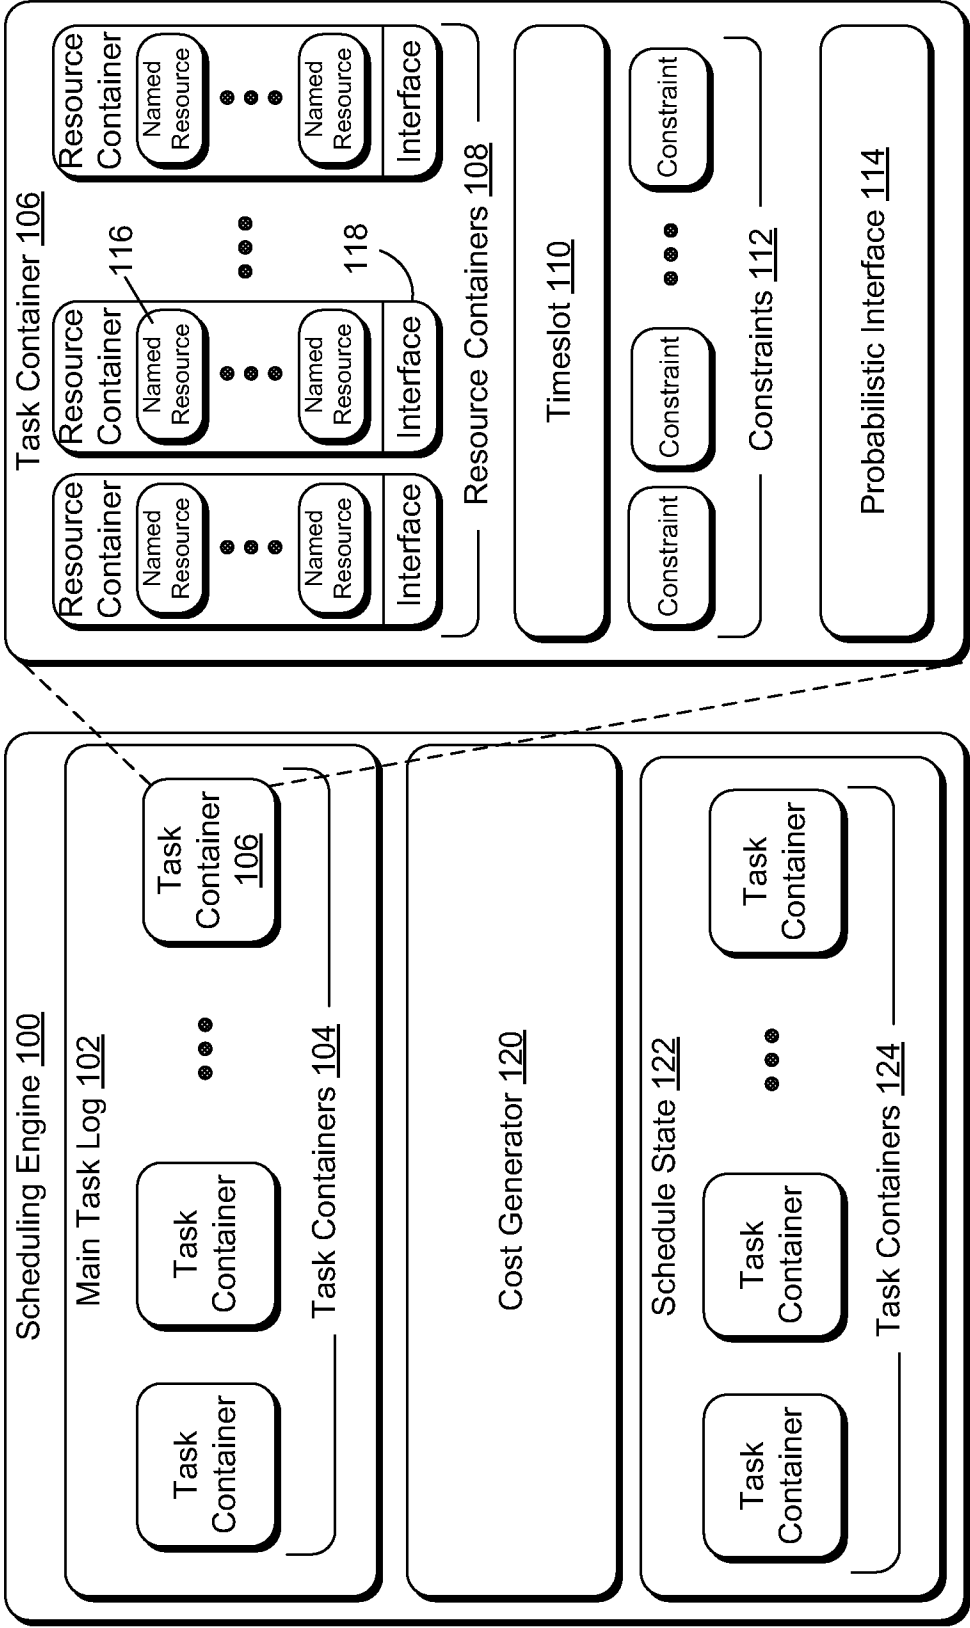 Scheduling Engine 100
Main Task Log 102
Task
Container
Task
Container
Task
Container
106
Task Containers 104
Cost Generator 120
Schedule State 122
Task
Container
Task
Container
Task
Container
Task Containers 124
Task Container 106
Resource
Container
Named
Resource
Named
Resource
Interface
Resource
Container
116
Named
Resource
Named
Resource
118
Interface
Resource
Container
Named
Resource
Named
Resource
Interface
Resource Containers 108
Timeslot 110
Constraint
Constraint
Constraint
Constraints 112
Probabilistic Interface 114